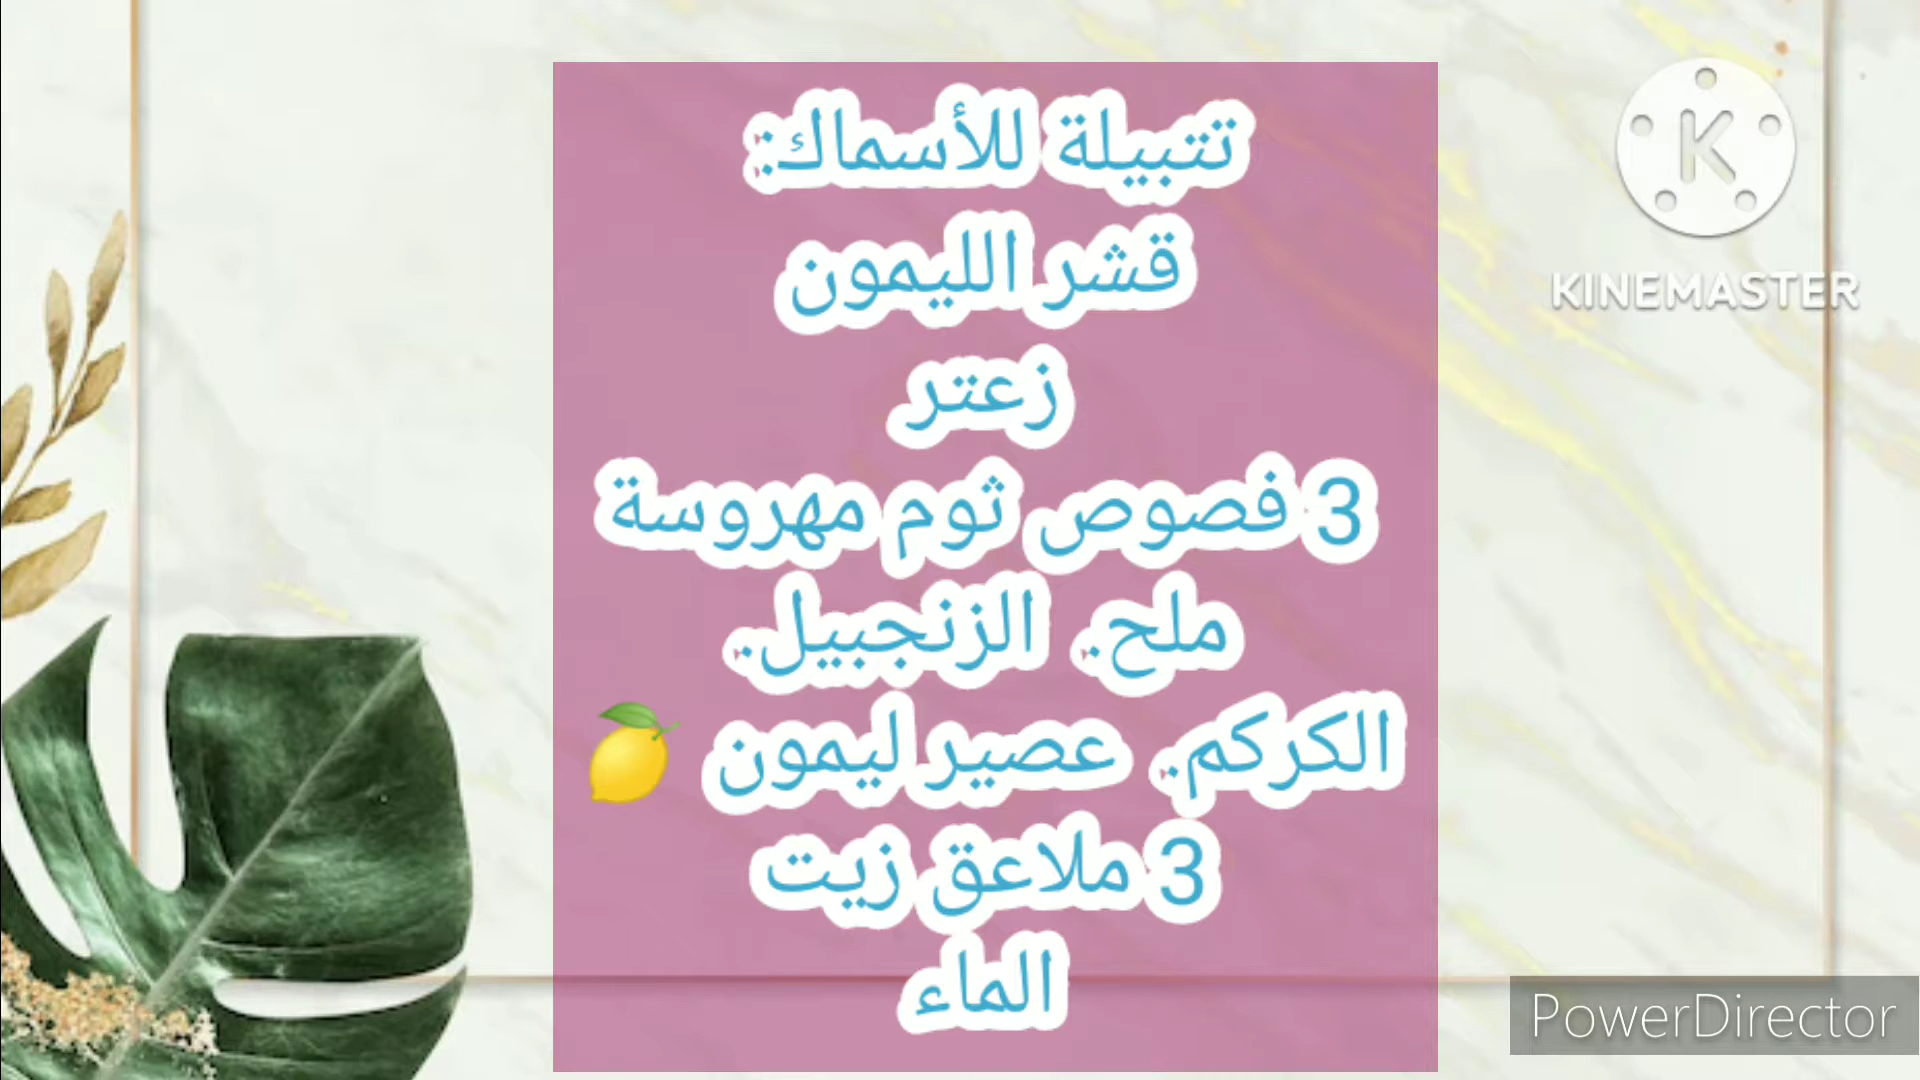 تتبيلة للأسماك:
قشر الليمون
زعتر
3 فصوص ثوم مهروسة
ملح. الزنجبيل.
الكركم. عصير ليمون 🍋
3 ملاعق زيت
الماء
K
KINEMASTER
PowerDirector